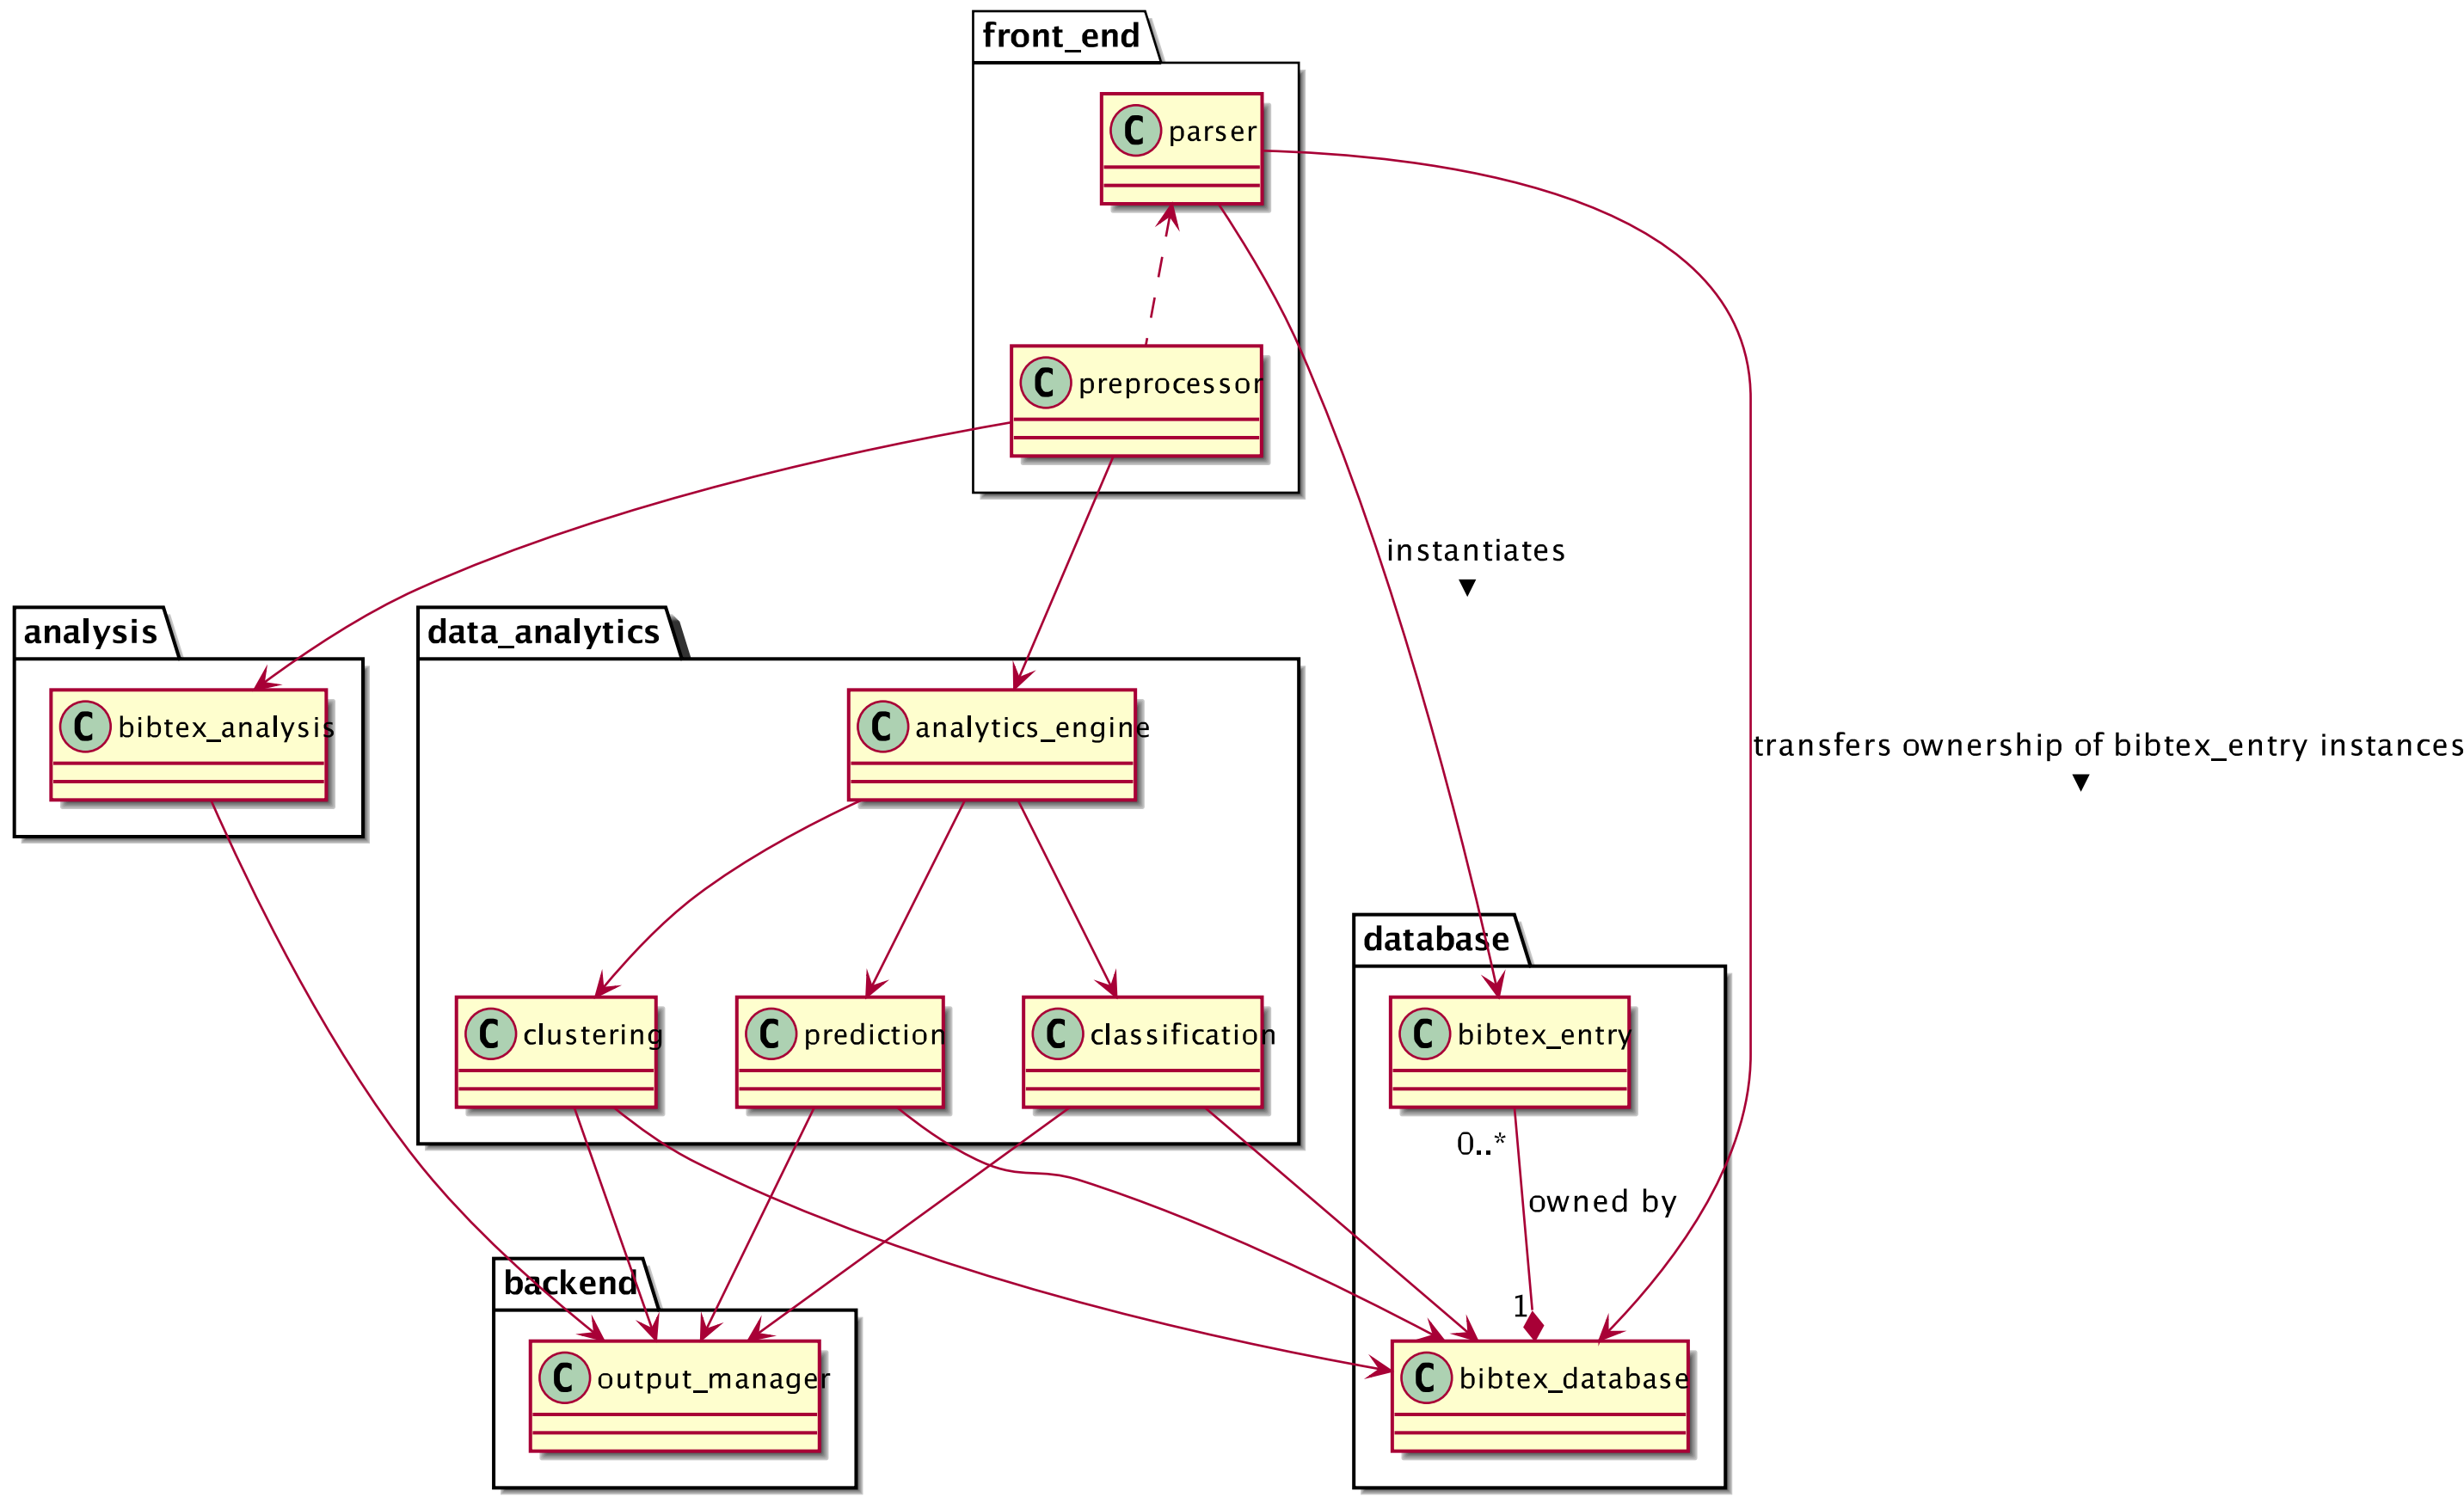 front_end
C parser
C preprocessor
instantiates
▼
analysis
data_analytics
C bibtex_analysis
C analytics_engine
transfers ownership of bibtex_entry instances
▼
database
C clustering
C prediction
C classification
C bibtex_entry
0..*
owned by
backend
1
C output_manager
C bibtex_database